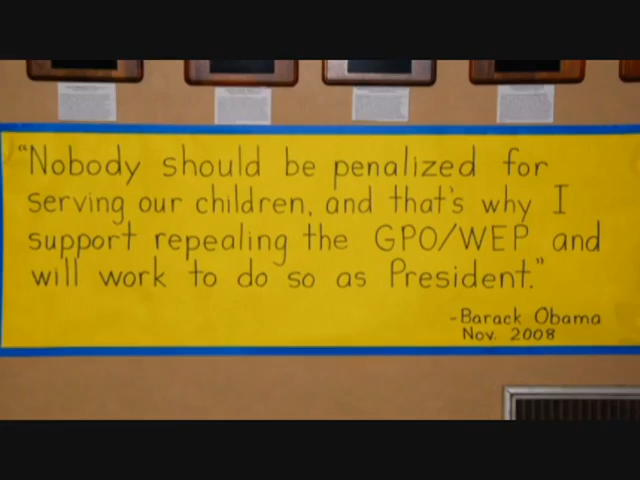 "Nobody should be penalized for
serving our children, and that's why I
support repealing the GPO/WEP and
will work to do so as President."
-Barack Obama
Nov. 2008